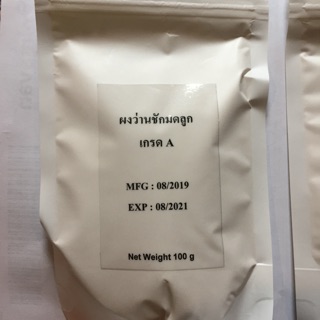 ผงว่านชักมดลูก
เกรด A
MFG : 08/2019
EXP : 08/2021
Net Weight 100 g